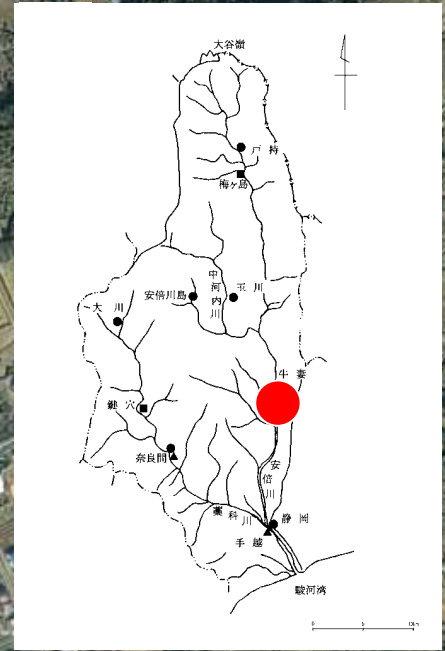 大谷嶺
戸持
梅ヶ島
中河内川
玉川
安倍川島
大川
牛妻
鍵穴
奈良間
安倍川
藁科川
静岡
手越
駿河湾
0 5 10km